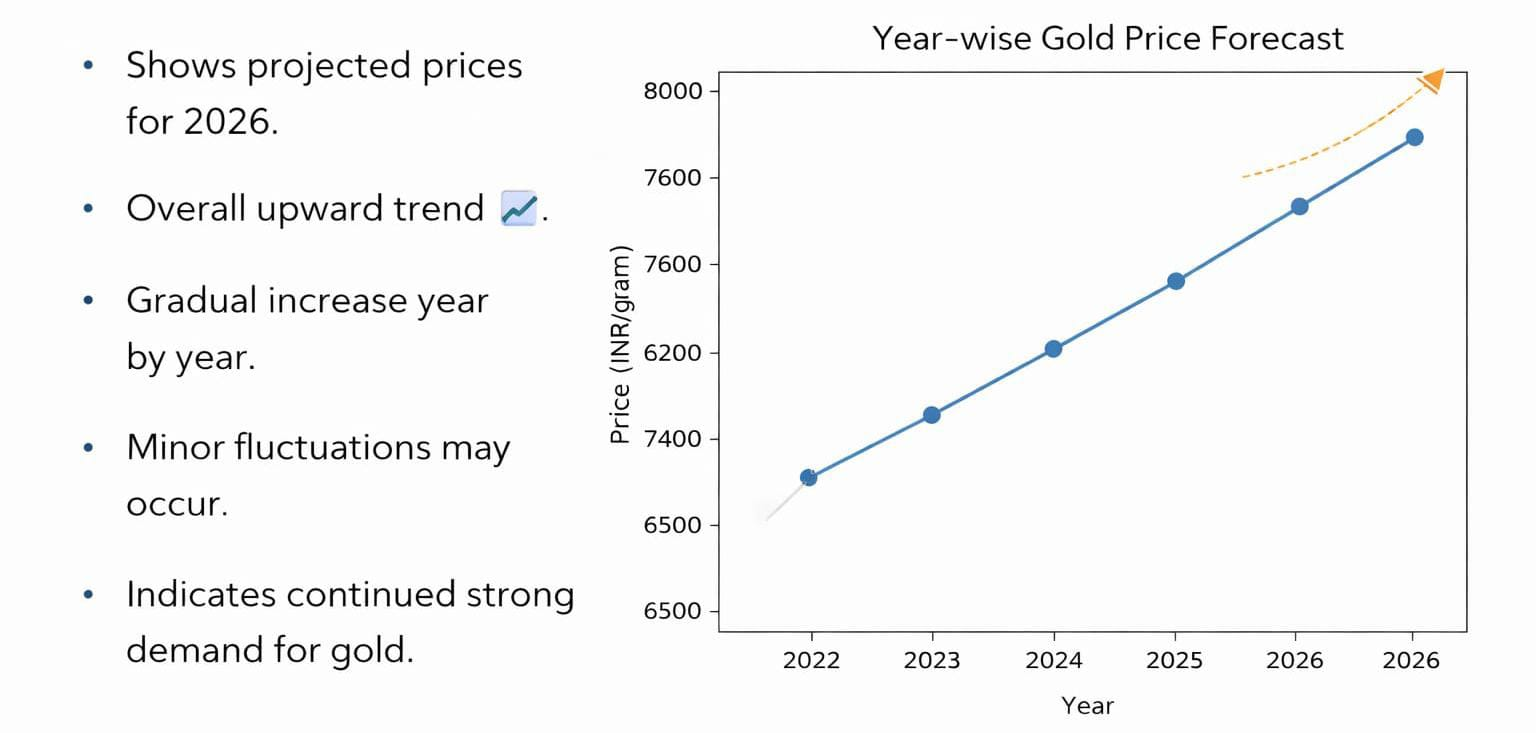 • Shows projected prices
for 2026.
• Overall upward trend 📈.
• Gradual increase year
by year.
• Minor fluctuations may
occur.
• Indicates continued strong
demand for gold.
Year-wise Gold Price Forecast
Price (INR/gram)
8000
7600
7600
6200
7400
6500
6500
2022 2023 2024 2025 2026 2026
Year